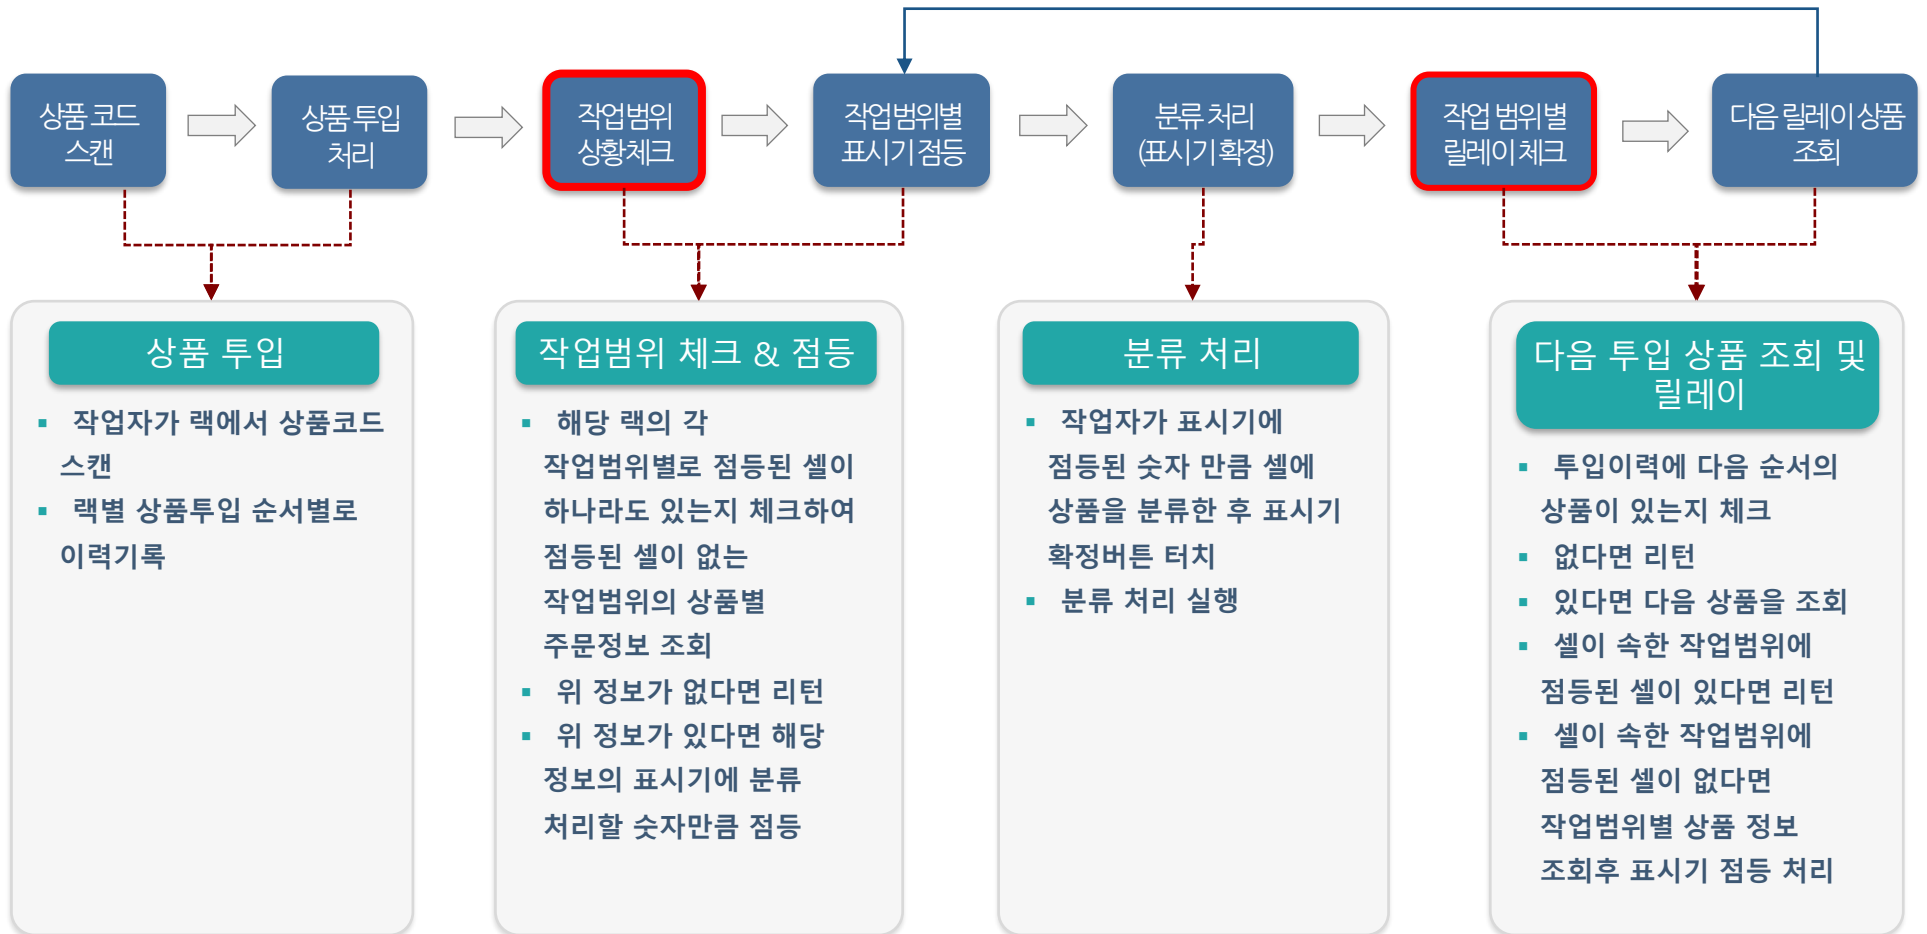 상품 코드
스캔
상품 투입
처리
작업범위
상황체크
작업범위별
표시기 점등
분류 처리
(표시기 확정)
작업 범위 별
릴레이 체크
다음 릴레이 상품
조회
상품 투입
▪ 작업자가 랙에서 상품코드
스캔
▪ 랙별 상품투입 순서별로
이력기록
작업범위 체크 & 점등
▪ 해당 랙의 각
작업범위별로 점등된 셀이
하나라도 있는지 체크하여
점등된 셀이 없는
작업범위의 상품별
주문정보 조회
▪ 위 정보가 없다면 리턴
▪ 위 정보가 있다면 해당
정보의 표시기에 분류
처리할 숫자만큼 점등
분류 처리
▪ 작업자가 표시기에
점등된 숫자 만큼 셀에
상품을 분류한 후 표시기
확정버튼 터치
▪ 분류 처리 실행
다음 투입 상품 조회 및
릴레이
▪ 투입이력에 다음 순서의
상품이 있는지 체크
▪ 없다면 리턴
▪ 있다면 다음 상품을 조회
▪ 셀이 속한 작업범위에
점등된 셀이 있다면 리턴
▪ 셀이 속한 작업범위에
점등된 셀이 없다면
작업범위별 상품 정보
조회후 표시기 점등 처리